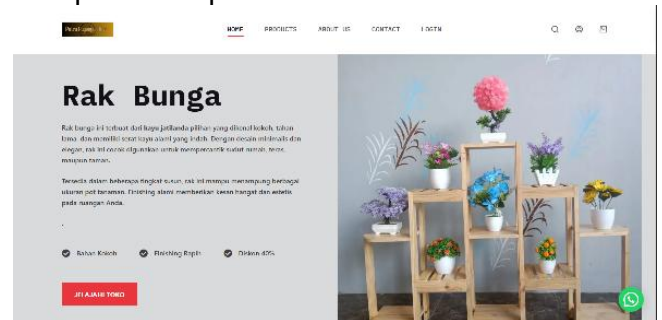 HOME PRODUCTS ABOUT US CONTACT LOGIN
Rak Bunga
Rak bunga ini terbuat dari kayu jatilanda pilihan yang dikenal kokoh, tahan
lama, dan memiliki serat kayu alami yang indah. Dengan desain minimalis dan
elegan, rak ini cocok digunakan untuk mempercantik sudut rumah, teras,
maupun taman.
Tersedia dalam beberapa tingkat susun, rak ini mampu menampung berbagai
ukuran pot tanaman. Finishing alami memberikan kesan hangat dan estetis
pada ruangan Anda.
.
Bahan Kokoh Finishing Rapih Diskon 40%
JELAJAHI TOKO